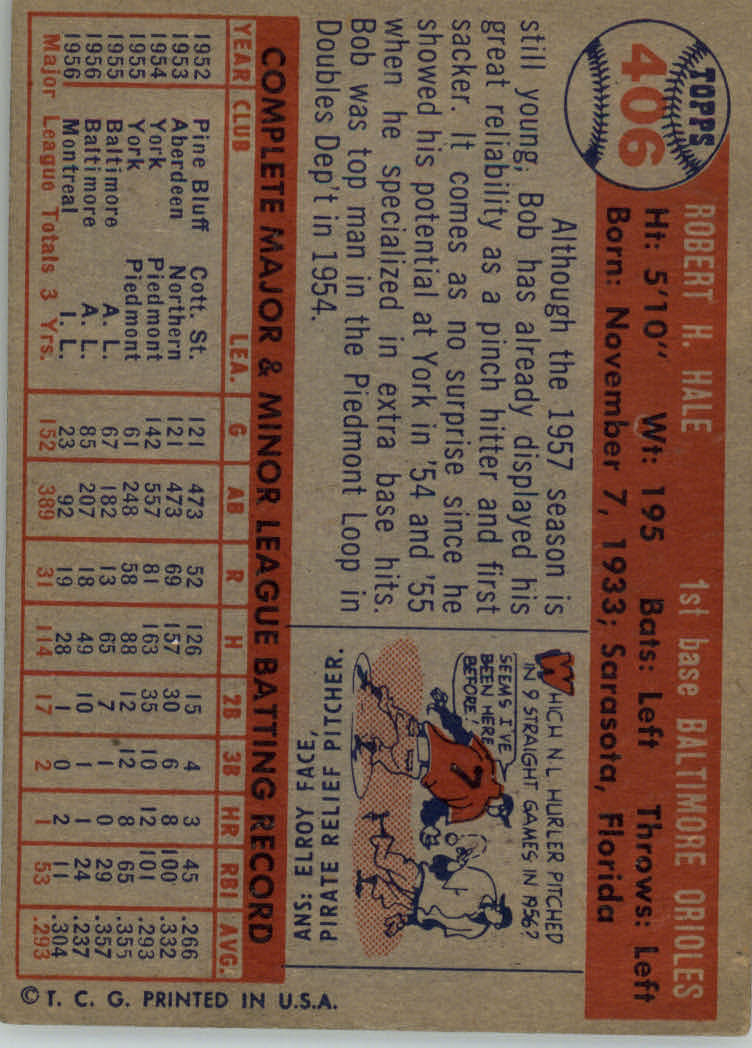 TOPPS
406
ROBERT H. HALE 1st base BALTIMORE ORIOLES
Ht: 5'10" Wt: 195 Bats: Left Throws: Left
Born: November 7, 1933; Sarasota, Florida
Although the 1957 season is
still young, Bob has already displayed his
great reliability as a pinch hitter and first
sacker. It comes as no surprise since he
showed his potential at York in '54 and '55
when he specialized in extra base hits.
Bob was top man in the Piedmont Loop in
Doubles Dep't in 1954.
WHICH N.L HURLER PITCHED
IN 9 STRAIGHT GAMES IN 1956?
SEEMS I'VE
BEEN HERE
BEFORE!
7
ANS: ELROY FACE,
PIRATE RELIEF PITCHER.
COMPLETE MAJOR & MINOR LEAGUE BATTING RECORD
YEAR CLUB LEA. G AB R H 2B 3B HR RBI AVG.
1952 Pine Bluff Cott. St. 121 473 52 126 15 4 3 45 .266
1953 Aberdeen Northern 121 473 69 157 30 6 8 100 .332
1954 York Piedmont 142 557 81 163 35 10 12 101 .293
1955 York Piedmont 61 248 58 88 12 12 8 65 .355
1955 Baltimore A. L. 67 182 13 65 7 1 0 29 .357
1956 Baltimore A. L. 85 207 18 49 10 1 1 24 .237
1956 Montreal I. L. 23 92 19 28 1 0 2 11 .304
Major League Totals 3 Yrs. 152 389 31 114 17 2 1 53 .293
© T. C. G. PRINTED IN U.S.A.